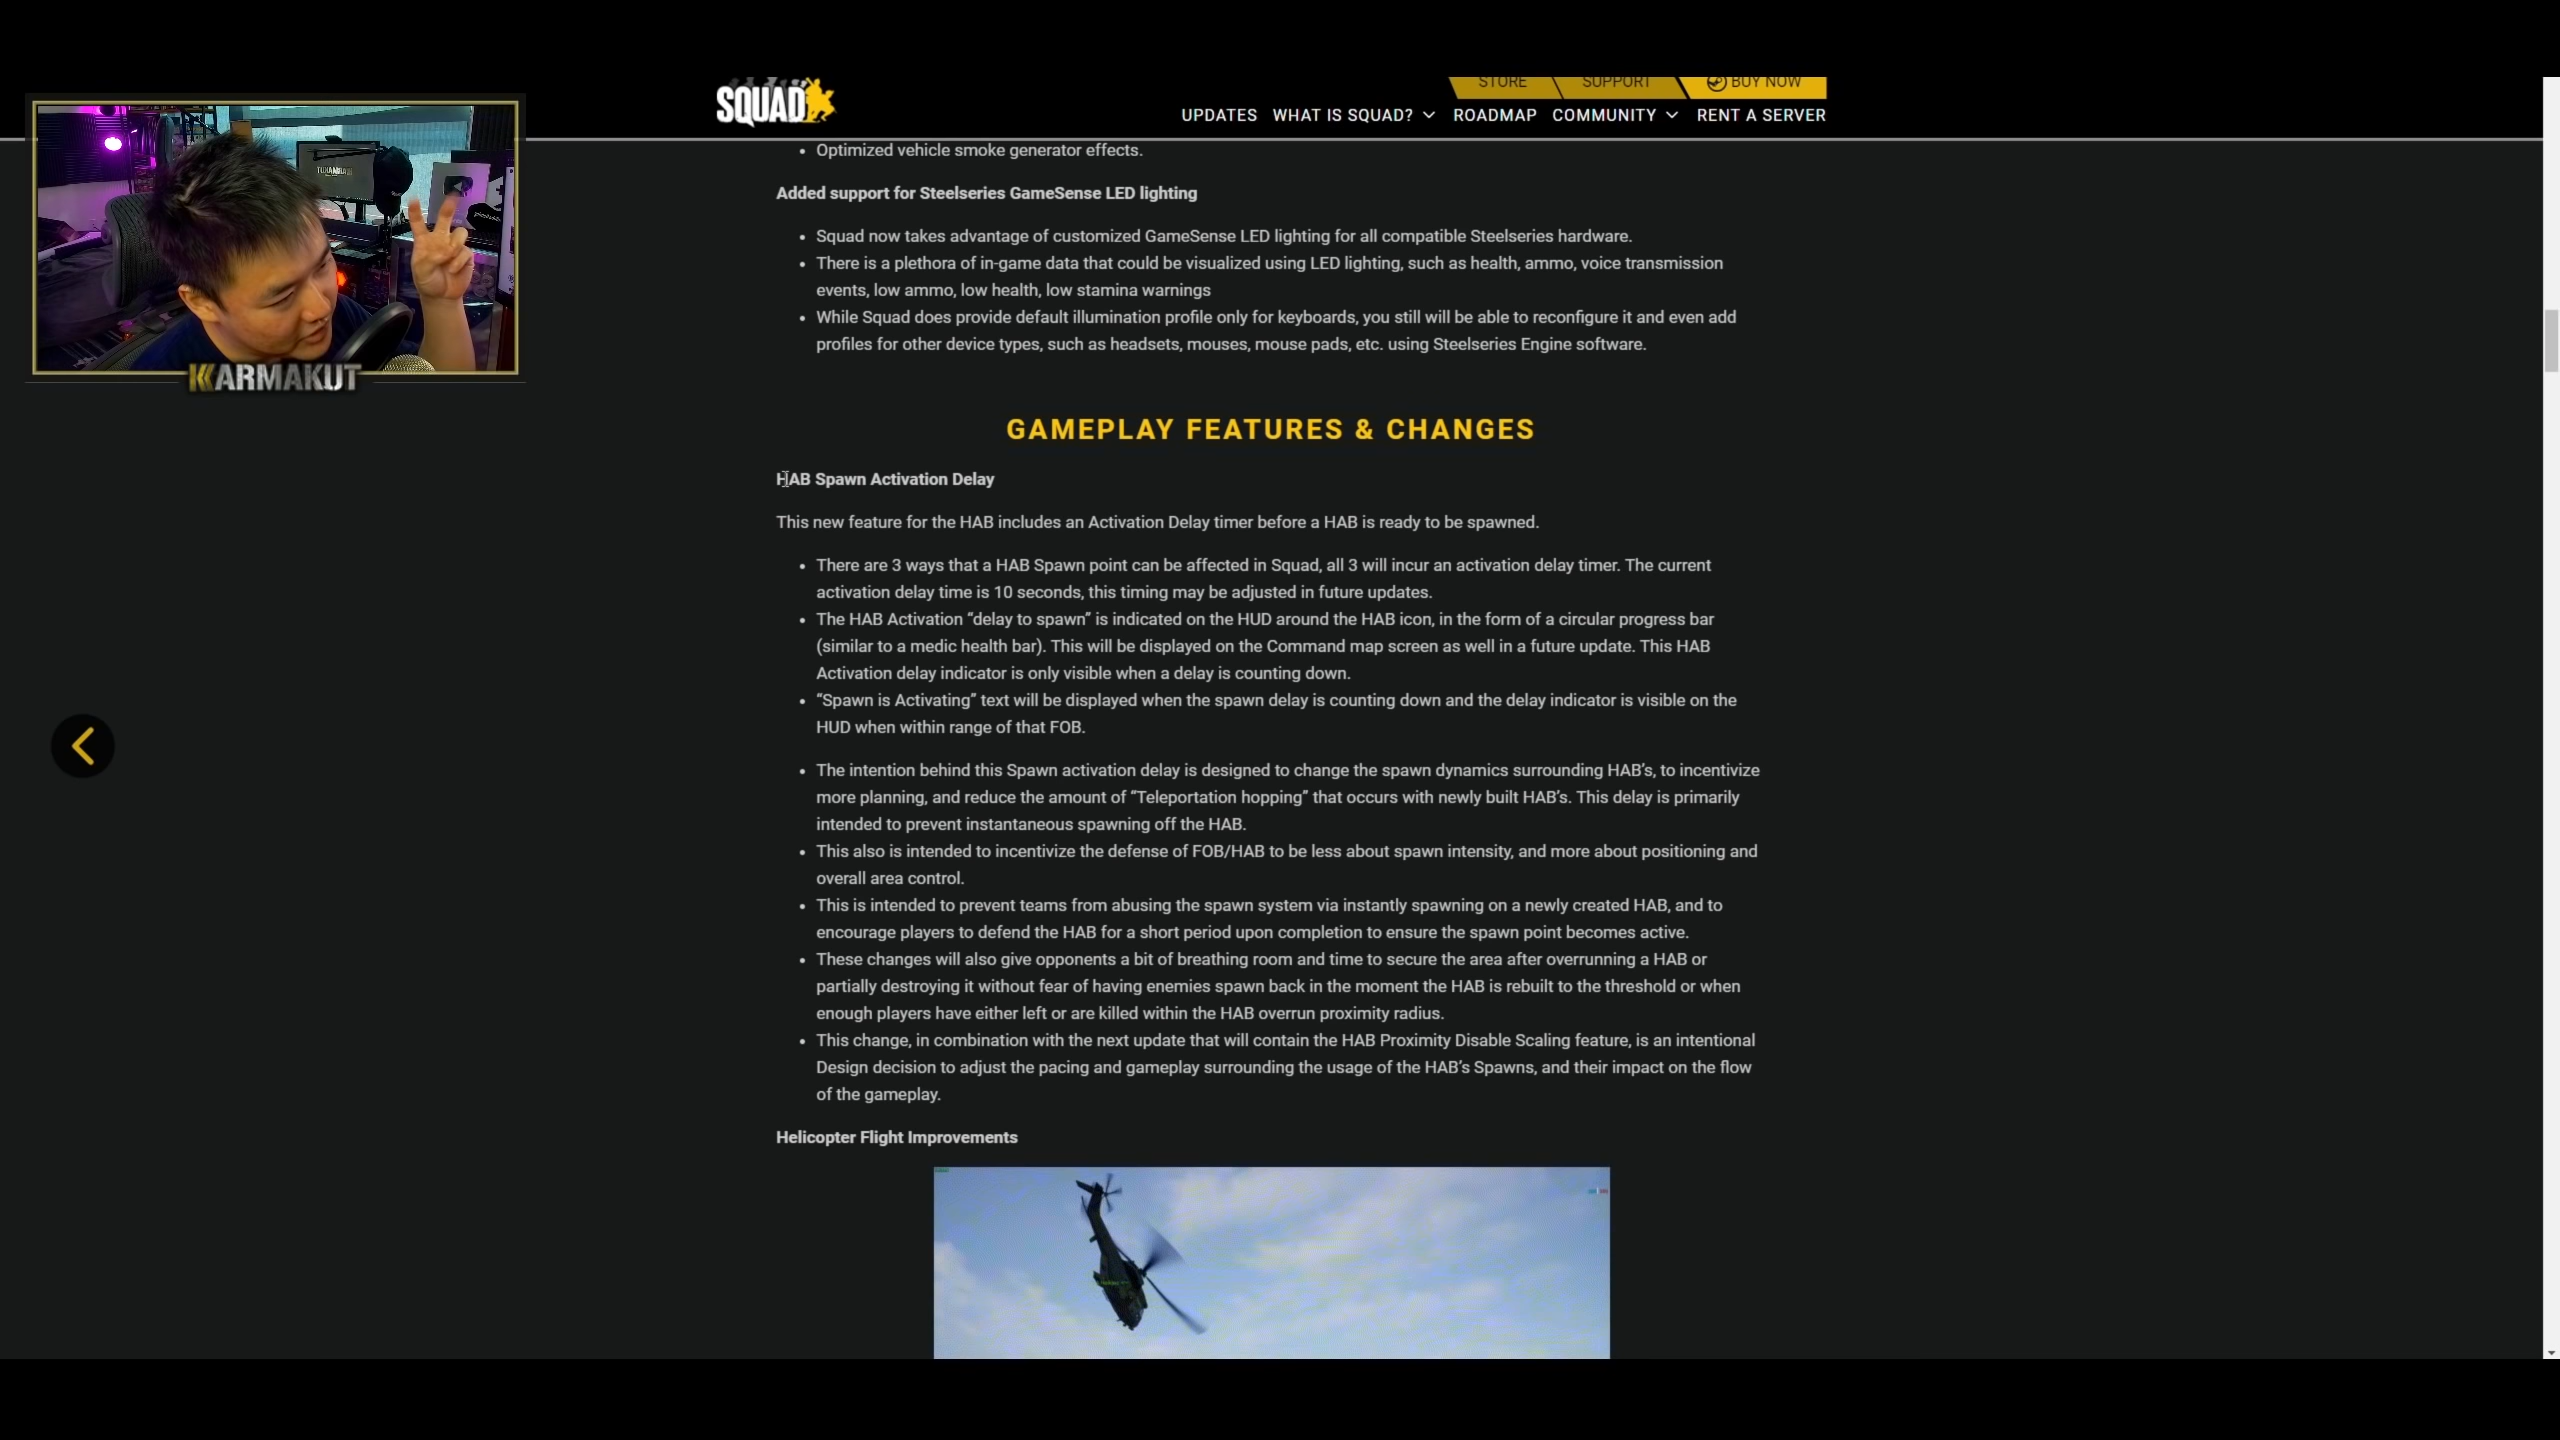 SQUAD
STORE SUPPORT BUY NOW
UPDATES WHAT IS SQUAD? ROADMAP COMMUNITY RENT A SERVER
KARMAKUT
• Optimized vehicle smoke generator effects.
Added support for Steelseries GameSense LED lighting
• Squad now takes advantage of customized GameSense LED lighting for all compatible Steelseries hardware.
• There is a plethora of in-game data that could be visualized using LED lighting, such as health, ammo, voice transmission
events, low ammo, low health, low stamina warnings
• While Squad does provide default illumination profile only for keyboards, you still will be able to reconfigure it and even add
profiles for other device types, such as headsets, mouses, mouse pads, etc. using Steelseries Engine software.
GAMEPLAY FEATURES & CHANGES
HAB Spawn Activation Delay
This new feature for the HAB includes an Activation Delay timer before a HAB is ready to be spawned.
• There are 3 ways that a HAB Spawn point can be affected in Squad, all 3 will incur an activation delay timer. The current
activation delay time is 10 seconds, this timing may be adjusted in future updates.
• The HAB Activation “delay to spawn” is indicated on the HUD around the HAB icon, in the form of a circular progress bar
(similar to a medic health bar). This will be displayed on the Command map screen as well in a future update. This HAB
Activation delay indicator is only visible when a delay is counting down.
• “Spawn is Activating” text will be displayed when the spawn delay is counting down and the delay indicator is visible on the
HUD when within range of that FOB.
• The intention behind this Spawn activation delay is designed to change the spawn dynamics surrounding HAB’s, to incentivize
more planning, and reduce the amount of “Teleportation hopping” that occurs with newly built HAB’s. This delay is primarily
intended to prevent instantaneous spawning off the HAB.
• This also is intended to incentivize the defense of FOB/HAB to be less about spawn intensity, and more about positioning and
overall area control.
• This is intended to prevent teams from abusing the spawn system via instantly spawning on a newly created HAB, and to
encourage players to defend the HAB for a short period upon completion to ensure the spawn point becomes active.
• These changes will also give opponents a bit of breathing room and time to secure the area after overrunning a HAB or
partially destroying it without fear of having enemies spawn back in the moment the HAB is rebuilt to the threshold or when
enough players have either left or are killed within the HAB overrun proximity radius.
• This change, in combination with the next update that will contain the HAB Proximity Disable Scaling feature, is an intentional
Design decision to adjust the pacing and gameplay surrounding the usage of the HAB’s Spawns, and their impact on the flow
of the gameplay.
Helicopter Flight Improvements